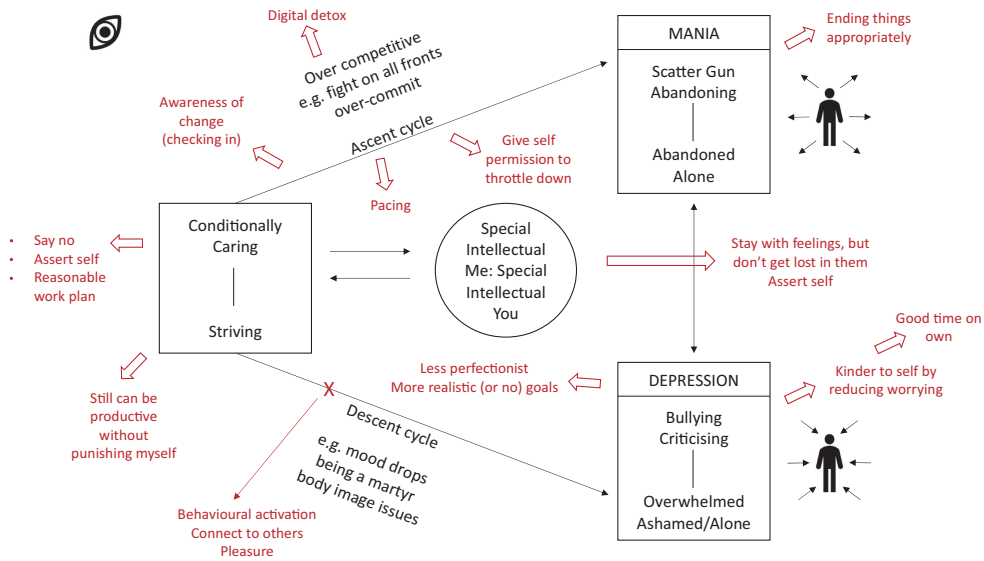 Digital detox
Over competitive
e.g. fight on all fronts
over-commit
Ascent cycle
Awareness of
change
(checking in)
Give self
permission to
throttle down
Pacing
MANIA
Scatter Gun
Abandoning
Abandoned
Alone
Ending things
appropriately
• Say no
• Assert self
• Reasonable
work plan
Conditionally
Caring
Striving
Special
Intellectual
Me: Special
Intellectual
You
Stay with feelings, but
don't get lost in them
Assert self
Still can be
productive
without
punishing myself
X
Descent cycle
e.g. mood drops
being a martyr
body image issues
Behavioural activation
Connect to others
Pleasure
Less perfectionist
More realistic (or no) goals
DEPRESSION
Bullying
Criticising
Overwhelmed
Ashamed/Alone
Good time on
own
Kinder to self by
reducing worrying